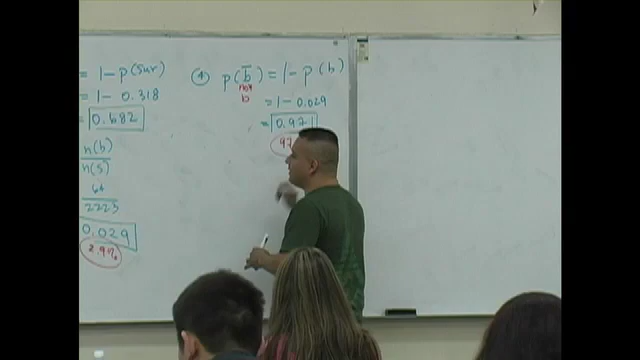 = 1 - p(sur)
= 1 - 0.318
= 0.682
n(b)
n(s)
2223
0.029
2.9%
④ p(b̅) = 1 - p(b)
not
b
= 1 - 0.029
= 0.971
97